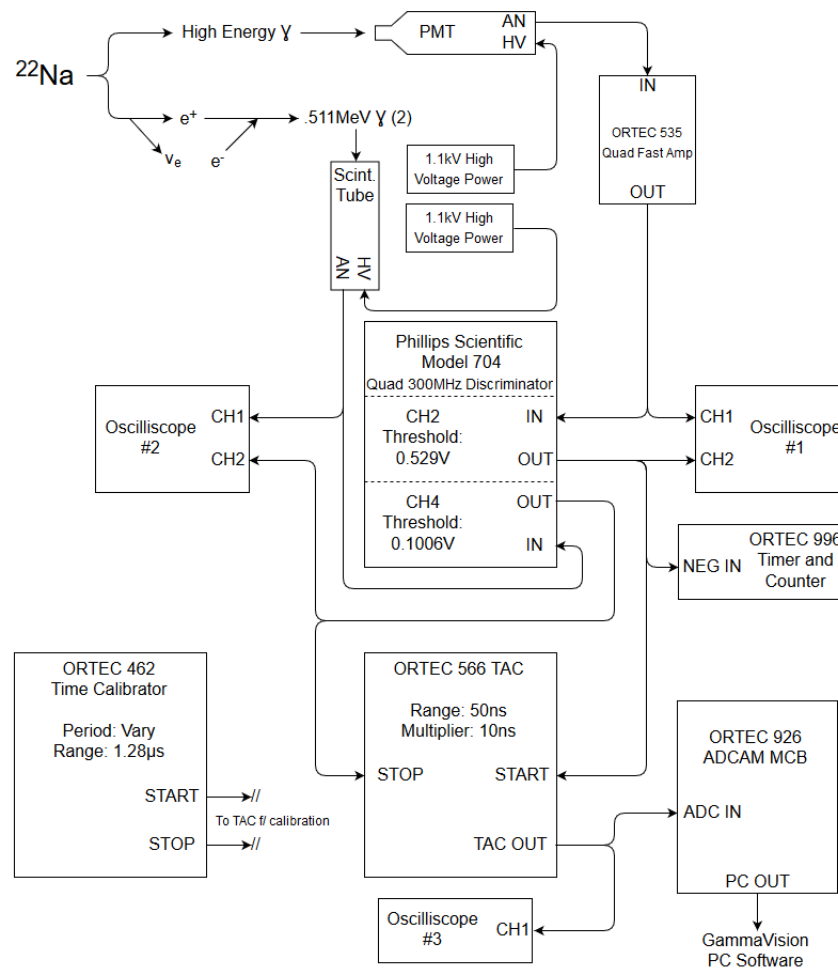 ²²Na
High Energy Ɣ
PMT
AN
HV
e⁺
νₑ
e⁻
.511MeV Ɣ (2)
Scint.
Tube
AN
HV
1.1kV High
Voltage Power
1.1kV High
Voltage Power
IN
ORTEC 535
Quad Fast Amp
OUT
Phillips Scientific
Model 704
Quad 300MHz Discriminator
CH2
Threshold:
0.529V
IN
OUT
CH4
Threshold:
0.1006V
OUT
IN
Oscilliscope
#2
CH1
CH2
CH1
CH2
Oscilliscope
#1
NEG IN
ORTEC 996
Timer and
Counter
ORTEC 462
Time Calibrator
Period: Vary
Range: 1.28μs
START
STOP
//
To TAC f/ calibration
//
ORTEC 566 TAC
Range: 50ns
Multiplier: 10ns
STOP
START
TAC OUT
ORTEC 926
ADCAM MCB
ADC IN
PC OUT
Oscilliscope
#3
CH1
GammaVision
PC Software